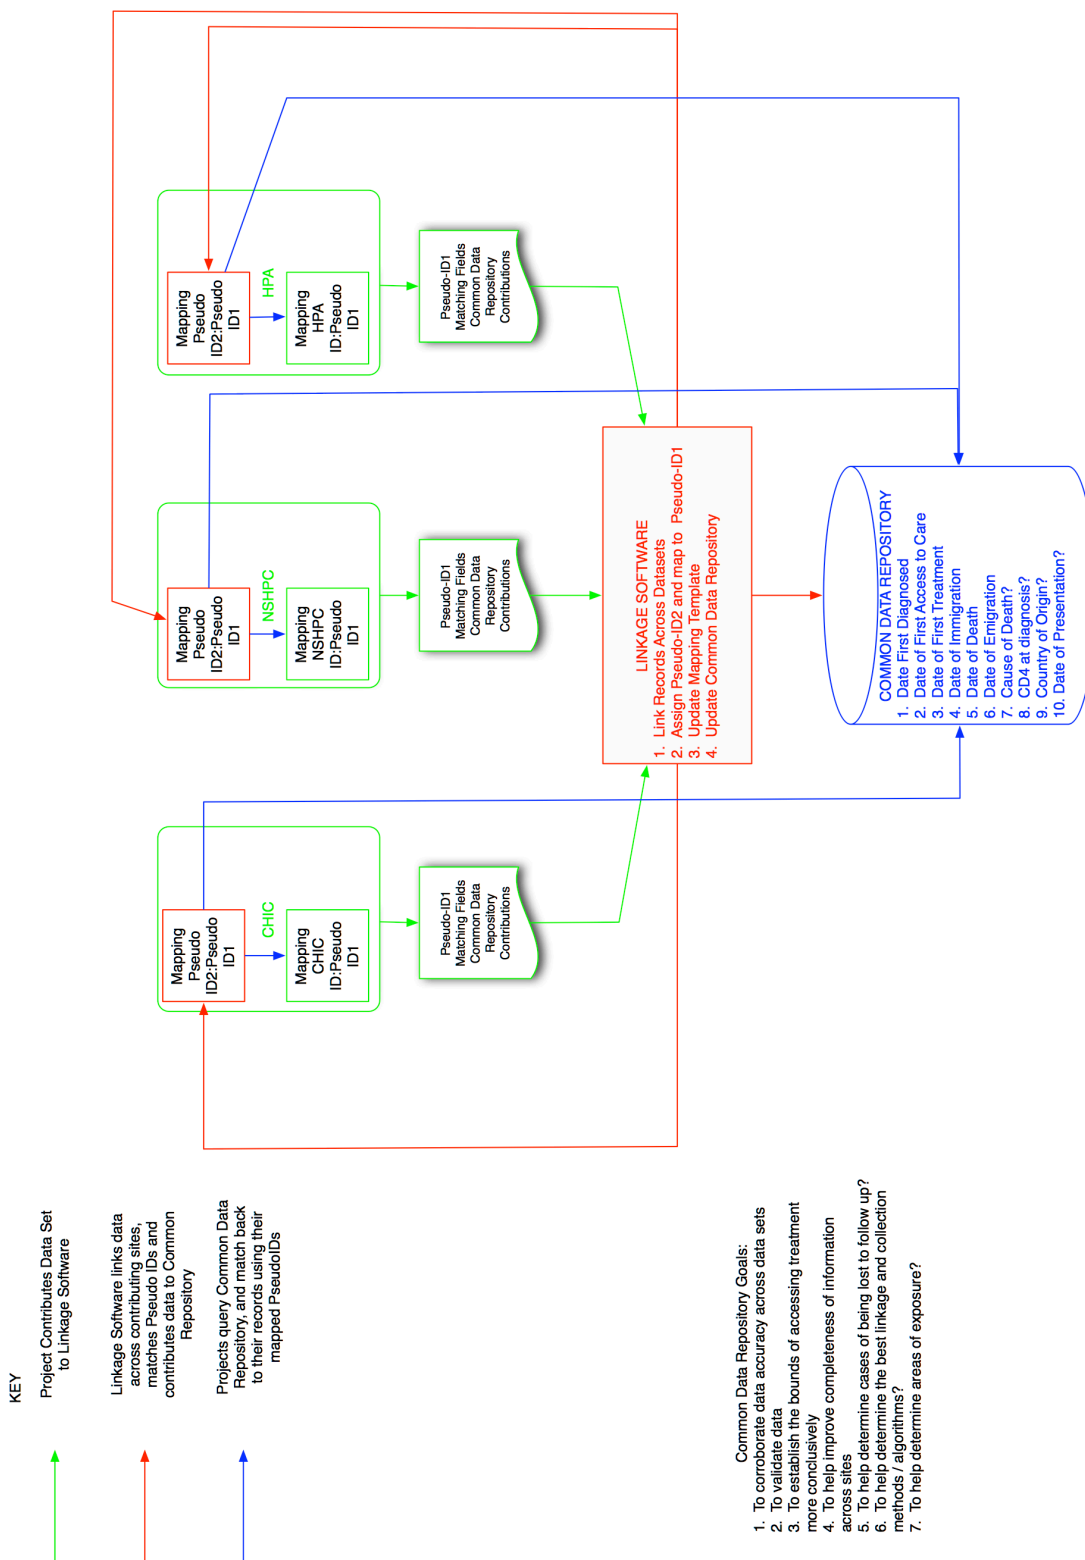 KEY
Project Contributes Data Set
to Linkage Software
Linkage Software links data
across contributing sites,
matches Pseudo IDs and
contributes data to Common
Repository
Projects query Common Data
Repository, and match back
to their records using their
mapped PseudoIDs
Mapping
Pseudo
ID2:Pseudo
ID1
CHIC
Mapping
CHIC
ID:Pseudo
ID1
Mapping
Pseudo
ID2:Pseudo
ID1
NSHPC
Mapping
NSHPC
ID:Pseudo
ID1
Mapping
Pseudo
ID2:Pseudo
ID1
HPA
Mapping
HPA
ID:Pseudo
ID1
Pseudo-ID1
Matching Fields
Common Data
Repository
Contributions
Pseudo-ID1
Matching Fields
Common Data
Repository
Contributions
Pseudo-ID1
Matching Fields
Common Data
Repository
Contributions
LINKAGE SOFTWARE
1. Link Records Across Datasets
2. Assign Pseudo-ID2 and map to Pseudo-ID1
3. Update Mapping Template
4. Update Common Data Repository
Common Data Repository Goals:
1. To corroborate data accuracy across data sets
2. To validate data
3. To establish the bounds of accessing treatment
more conclusively
4. To help improve completeness of information
across sites
5. To help determine cases of being lost to follow up?
6. To help determine the best linkage and collection
methods / algorithms?
7. To help determine areas of exposure?
COMMON DATA REPOSITORY
1. Date First Diagnosed
2. Date of First Access to Care
3. Date of First Treatment
4. Date of Immigration
5. Date of Death
6. Date of Emigration
7. Cause of Death?
8. CD4 at diagnosis?
9. Country of Origin?
10. Date of Presentation?